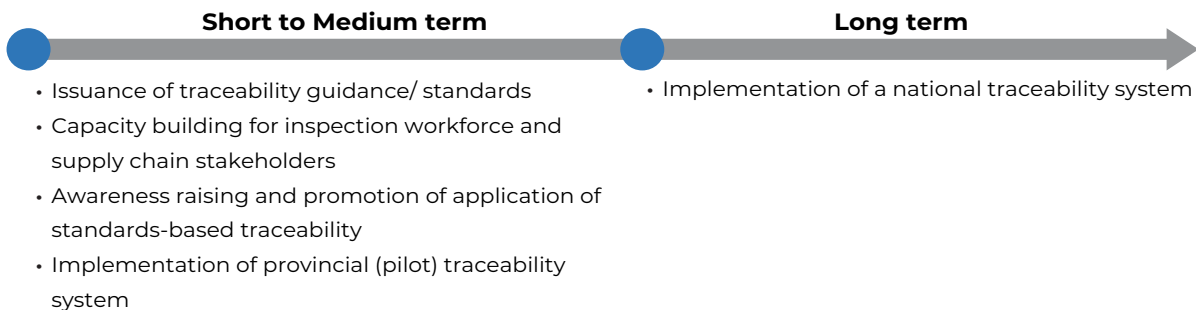 Short to Medium term
Long term
• Issuance of traceability guidance/ standards
• Capacity building for inspection workforce and
supply chain stakeholders
• Awareness raising and promotion of application of
standards-based traceability
• Implementation of provincial (pilot) traceability
system
• Implementation of a national traceability system